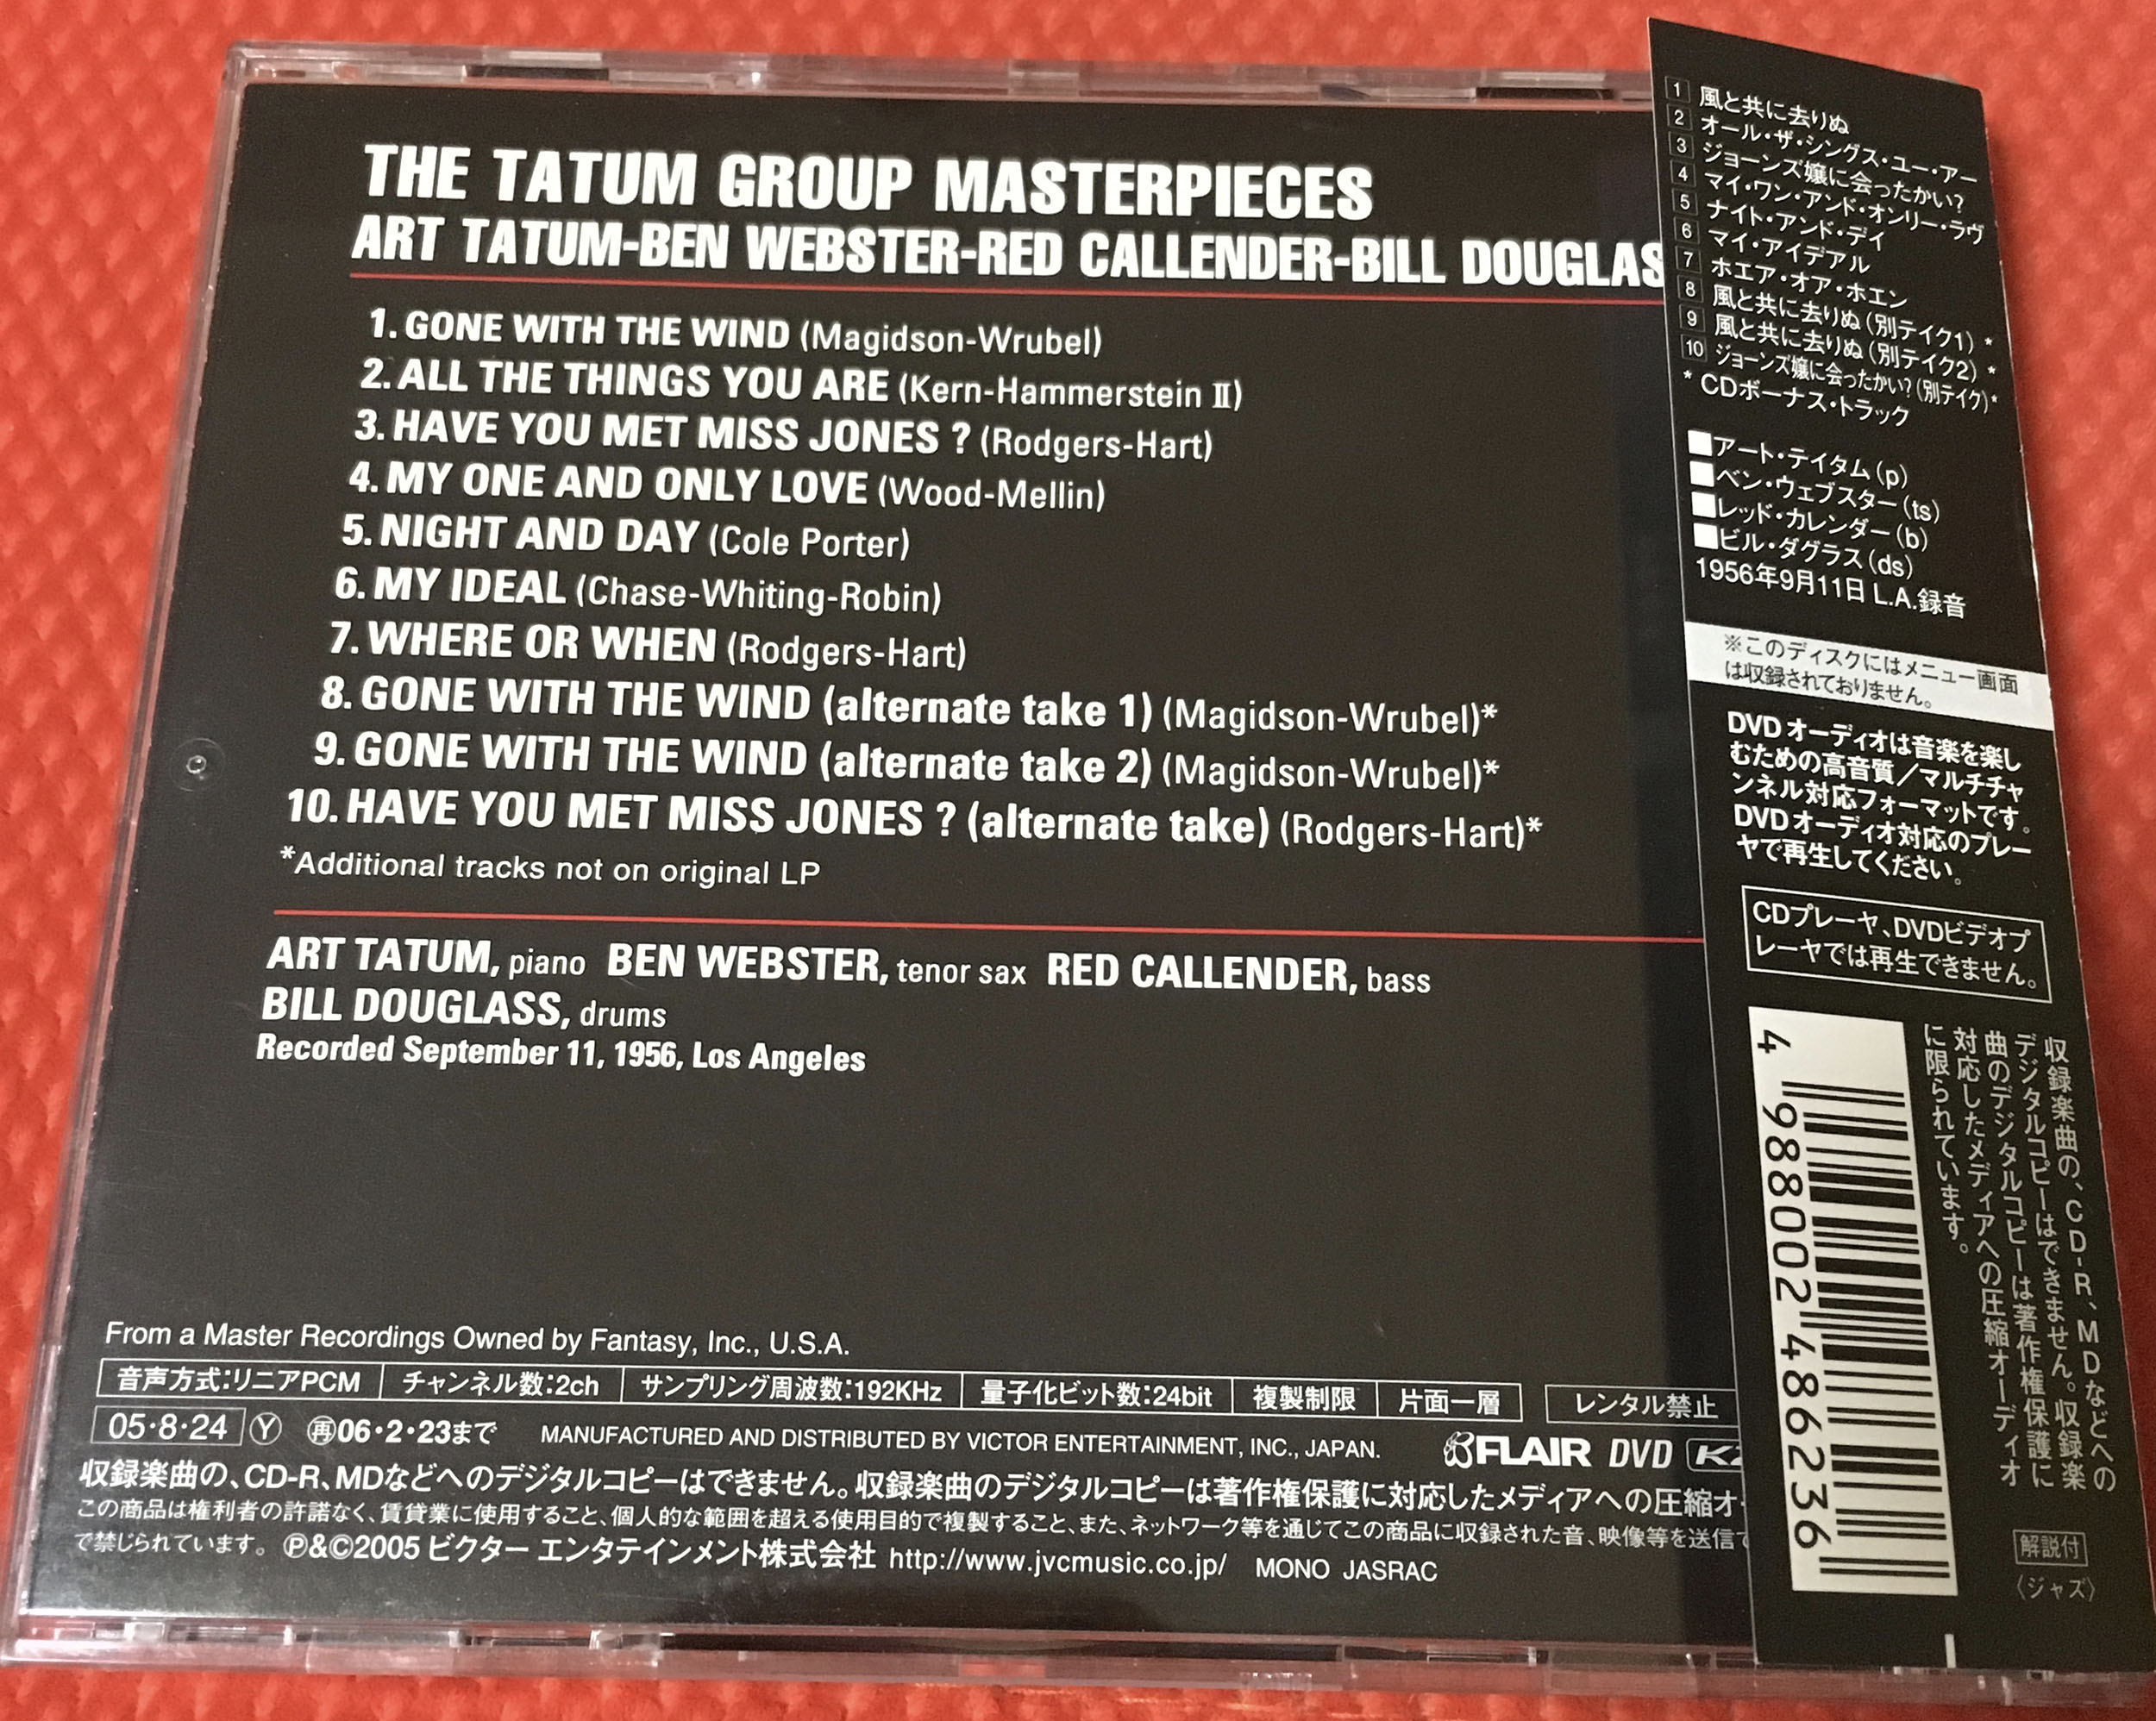 THE TATUM GROUP MASTERPIECES
ART TATUM-BEN WEBSTER-RED CALLENDER-BILL DOUGLAS
1. GONE WITH THE WIND (Magidson-Wrubel)
2. ALL THE THINGS YOU ARE (Kern-Hammerstein II)
3. HAVE YOU MET MISS JONES ? (Rodgers-Hart)
4. MY ONE AND ONLY LOVE (Wood-Mellin)
5. NIGHT AND DAY (Cole Porter)
6. MY IDEAL (Chase-Whiting-Robin)
7. WHERE OR WHEN (Rodgers-Hart)
8. GONE WITH THE WIND (alternate take 1) (Magidson-Wrubel)*
9. GONE WITH THE WIND (alternate take 2) (Magidson-Wrubel)*
10. HAVE YOU MET MISS JONES ? (alternate take) (Rodgers-Hart)*
*Additional tracks not on original LP
ART TATUM, piano BEN WEBSTER, tenor sax RED CALLENDER, bass
BILL DOUGLASS, drums
Recorded September 11, 1956, Los Angeles
From a Master Recordings Owned by Fantasy, Inc., U.S.A.
音声方式:リニアPCM チャンネル数:2ch サンプリング周波数:192KHz 量子化ビット数:24bit 複製制限 片面一層 レンタル禁止
05・8・24 Ⓨ ㊢06・2・23まで MANUFACTURED AND DISTRIBUTED BY VICTOR ENTERTAINMENT, INC., JAPAN. FLAIR DVD K2
収録楽曲の、CD-R、MDなどへのデジタルコピーはできません。収録楽曲のデジタルコピーは著作権保護に対応したメディアへの圧縮オー
この商品は権利者の許諾なく、賃貸業に使用すること、個人的な範囲を超える使用目的で複製すること、また、ネットワーク等を通じてこの商品に収録された音、映像等を送信で
で禁じられています。 Ⓟ&©2005 ビクター エンタテインメント株式会社 http://www.jvcmusic.co.jp/ MONO JASRAC
1 風と共に去りぬ
2 オール・ザ・シングス・ユー・アー
3 ジョーンズ嬢に会ったかい?
4 マイ・ワン・アンド・オンリー・ラヴ
5 ナイト・アンド・デイ
6 マイ・アイデアル
7 ホエア・オア・ホエン
8 風と共に去りぬ(別テイク1)*
9 風と共に去りぬ(別テイク2)*
10 ジョーンズ嬢に会ったかい?(別テイク)*
* CDボーナス・トラック
■アート・テイタム(p)
■ベン・ウェブスター(ts)
■レッド・カレンダー(b)
■ビル・ダグラス(ds)
1956年9月11日 L.A.録音
※このディスクにはメニュー画面
は収録されておりません。
DVDオーディオは音楽を楽し
むための高音質/マルチチャ
ンネル対応フォーマットです。
DVDオーディオ対応のプレー
ヤで再生してください。
CDプレーヤ、DVDビデオプ
レーヤでは再生できません。
収録楽曲の、CD-R、MDなどへの
デジタルコピーはできません。収録楽
曲のデジタルコピーは著作権保護に
対応したメディアへの圧縮オーディオ
に限られています。
4 988002 486236
解説付
〈ジャズ〉